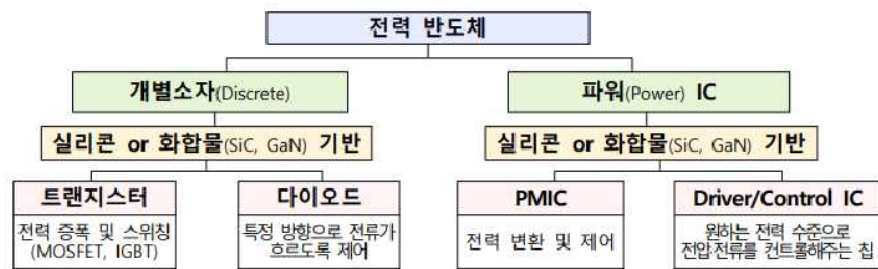 전력 반도체
개별소자(Discrete)
파워(Power) IC
실리콘 or 화합물(SiC, GaN) 기반
실리콘 or 화합물(SiC, GaN) 기반
트랜지스터
전력 증폭 및 스위칭
(MOSFET, IGBT)
다이오드
특정 방향으로 전류가
흐르도록 제어
PMIC
전력 변환 및 제어
Driver/Control IC
원하는 전력 수준으로
전압·전류를 컨트롤해주는 칩